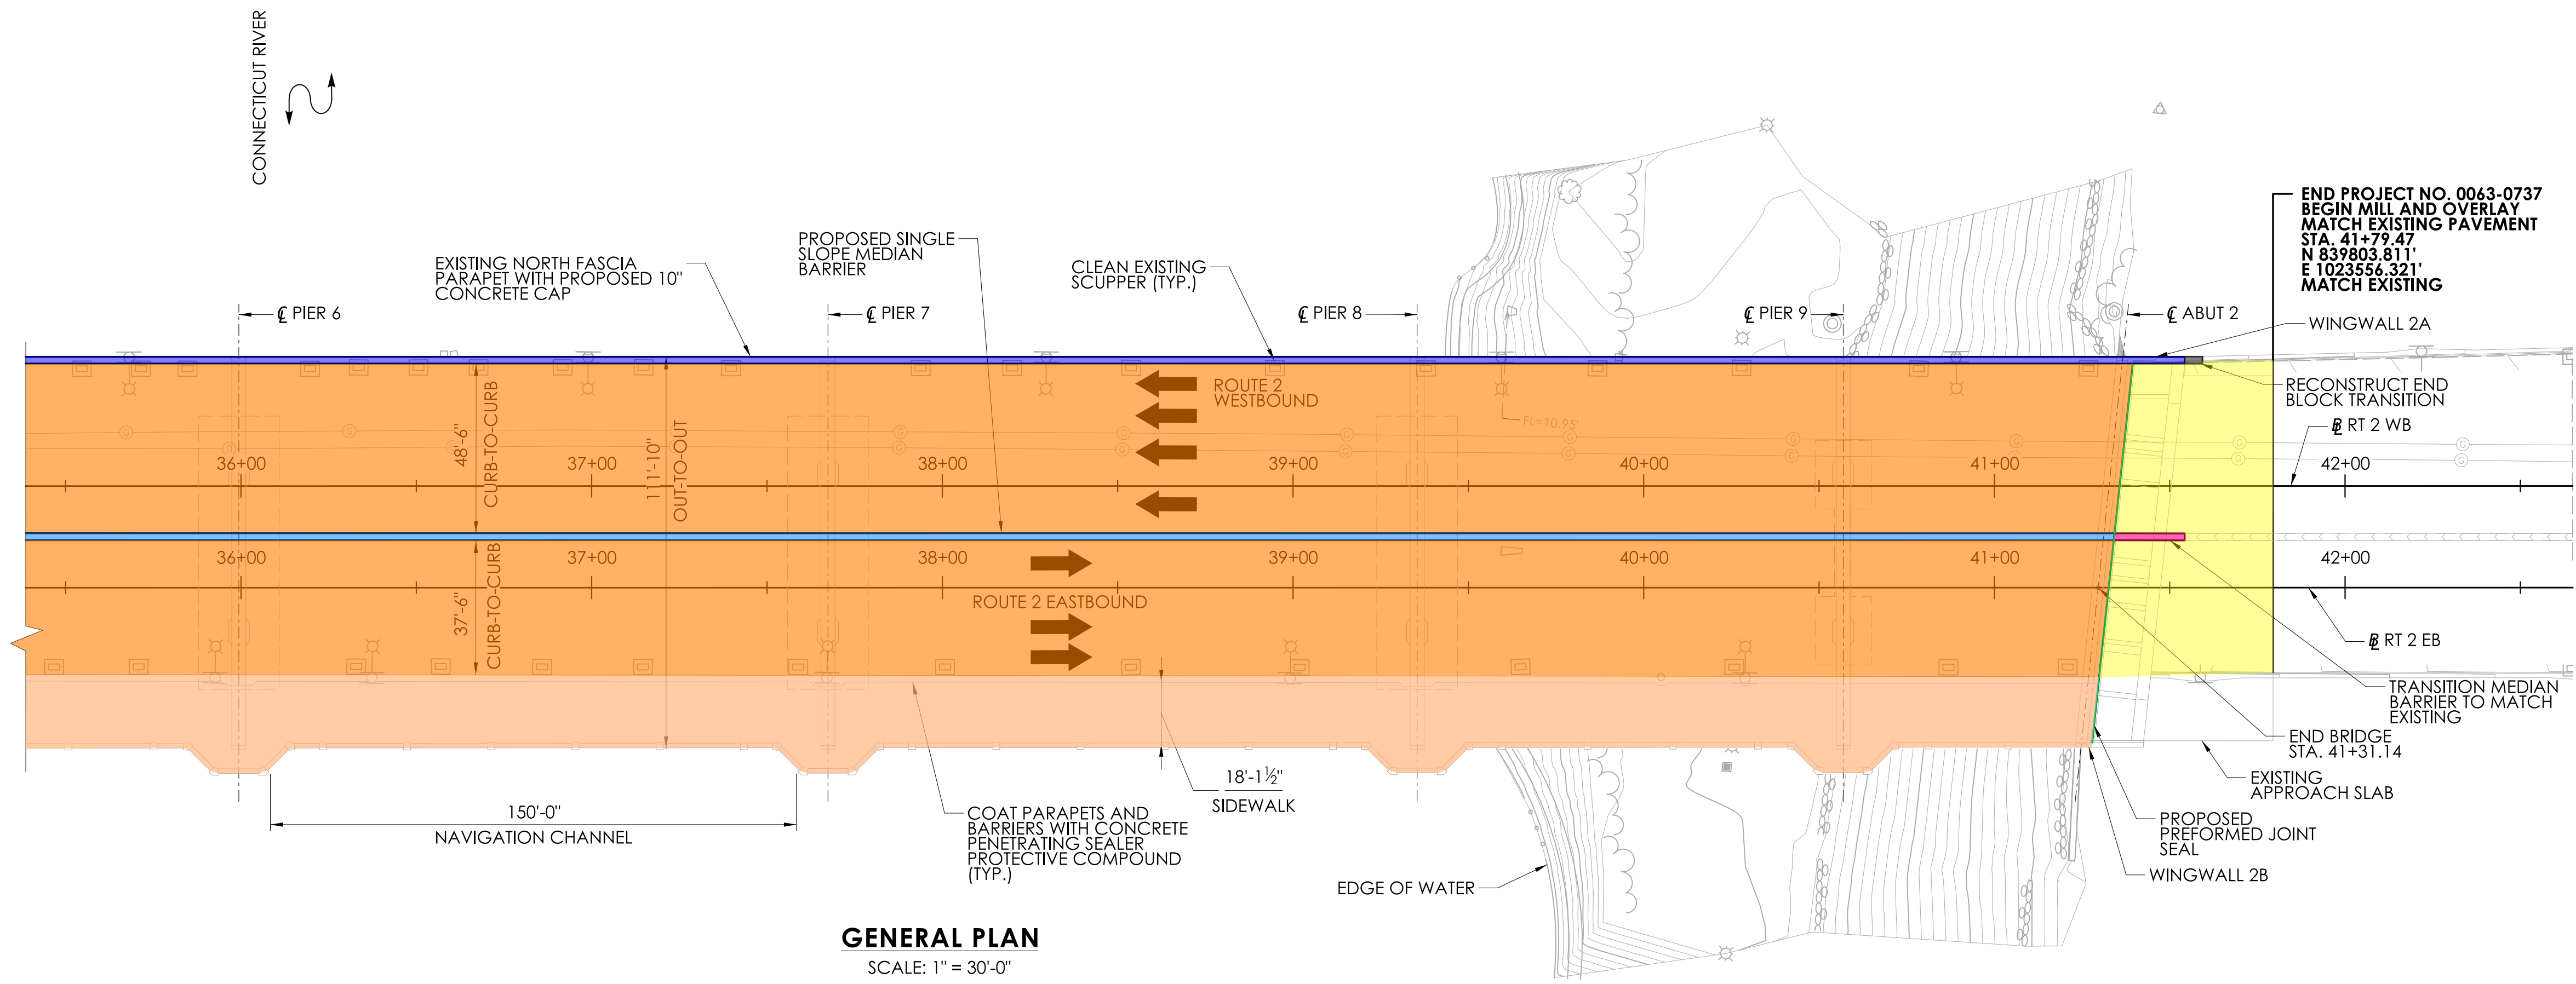 CONNECTICUT RIVER
END PROJECT NO. 0063-0737
BEGIN MILL AND OVERLAY
MATCH EXISTING PAVEMENT
STA. 41+79.47
N 839803.811'
E 1023556.321'
MATCH EXISTING
PROPOSED SINGLE
SLOPE MEDIAN
BARRIER
EXISTING NORTH FASCIA
PARAPET WITH PROPOSED 10"
CONCRETE CAP
CLEAN EXISTING
SCUPPER (TYP.)
℄ PIER 6
℄ PIER 7
℄ PIER 8
℄ PIER 9
℄ ABUT 2
WINGWALL 2A
RECONSTRUCT END
BLOCK TRANSITION
ROUTE 2
WESTBOUND
FL=10.95'
B̲L RT 2 WB
48'-6"
CURB-TO-CURB
111'-10"
OUT-TO-OUT
36+00
37+00
38+00
39+00
40+00
41+00
42+00
36+00
37+00
38+00
39+00
40+00
41+00
42+00
37'-6"
CURB-TO-CURB
ROUTE 2 EASTBOUND
BL RT 2 EB
TRANSITION MEDIAN
BARRIER TO MATCH
EXISTING
END BRIDGE
STA. 41+31.14
EXISTING
APPROACH SLAB
PROPOSED
PREFORMED JOINT
SEAL
WINGWALL 2B
18'-1½"
SIDEWALK
150'-0"
NAVIGATION CHANNEL
COAT PARAPETS AND
BARRIERS WITH CONCRETE
PENETRATING SEALER
PROTECTIVE COMPOUND
(TYP.)
EDGE OF WATER
GENERAL PLAN
SCALE: 1" = 30'-0"